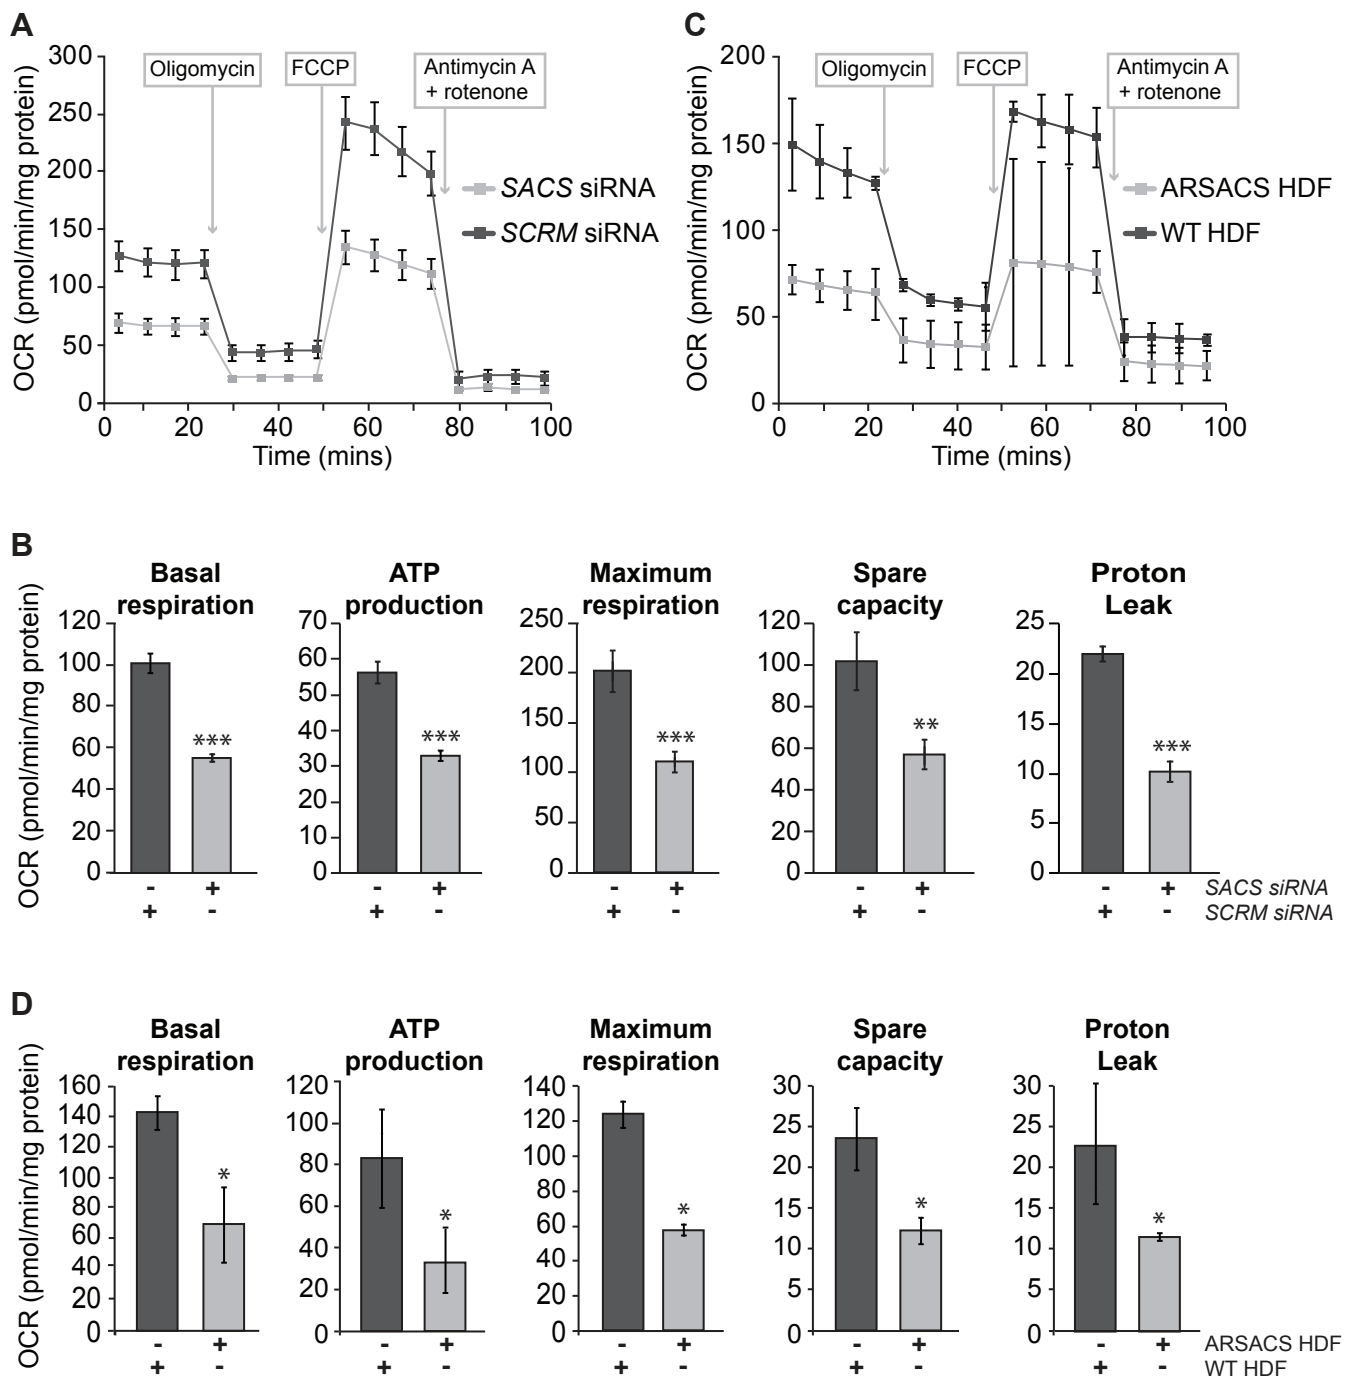 A
300
250
200
150
100
50
0
OCR (pmol/min/mg protein)
Oligomycin
FCCP
Antimycin A
+ rotenone
SACS siRNA
SCRM siRNA
0 20 40 60 80 100
Time (mins)
C
200
150
100
50
0
OCR (pmol/min/mg protein)
Oligomycin
FCCP
Antimycin A
+ rotenone
ARSACS HDF
WT HDF
0 20 40 60 80 100
Time (mins)
B
OCR (pmol/min/mg protein)
Basal
respiration
120
100
80
60
40
20
0
***
- +
+ -
ATP
production
70
60
50
40
30
20
10
0
***
- +
+ -
Maximum
respiration
250
200
150
100
50
0
***
- +
+ -
Spare
capacity
120
100
80
60
40
20
0
**
- +
+ -
Proton
Leak
25
20
15
10
5
0
***
- + SACS siRNA
+ - SCRM siRNA
D
OCR (pmol/min/mg protein)
Basal
respiration
160
140
120
100
80
60
40
20
0
*
- +
+ -
ATP
production
120
100
80
60
40
20
0
*
- +
+ -
Maximum
respiration
140
120
100
80
60
40
20
0
*
- +
+ -
Spare
capacity
30
25
20
15
10
5
0
*
- +
+ -
Proton
Leak
30
25
20
15
10
5
0
*
- + ARSACS HDF
+ - WT HDF